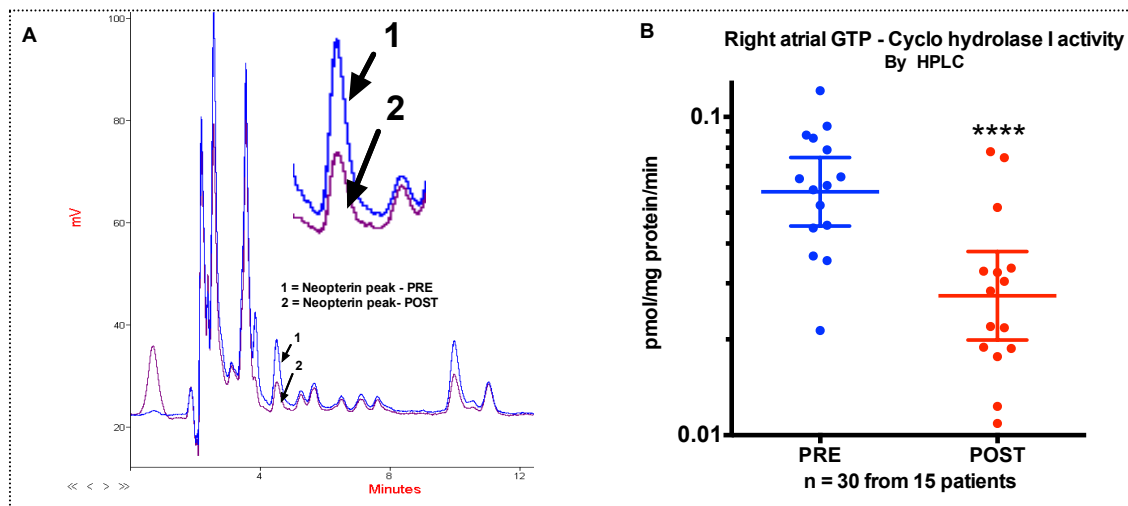 A
100
80
60
40
20
mV
1
2
1 = Neopterin peak - PRE
2 = Neopterin peak- POST
1
2
4
8
12
Minutes
<< < > >>
B
Right atrial GTP - Cyclo hydrolase I activity
By HPLC
0.1
0.01
pmol/mg protein/min
****
PRE
POST
n = 30 from 15 patients